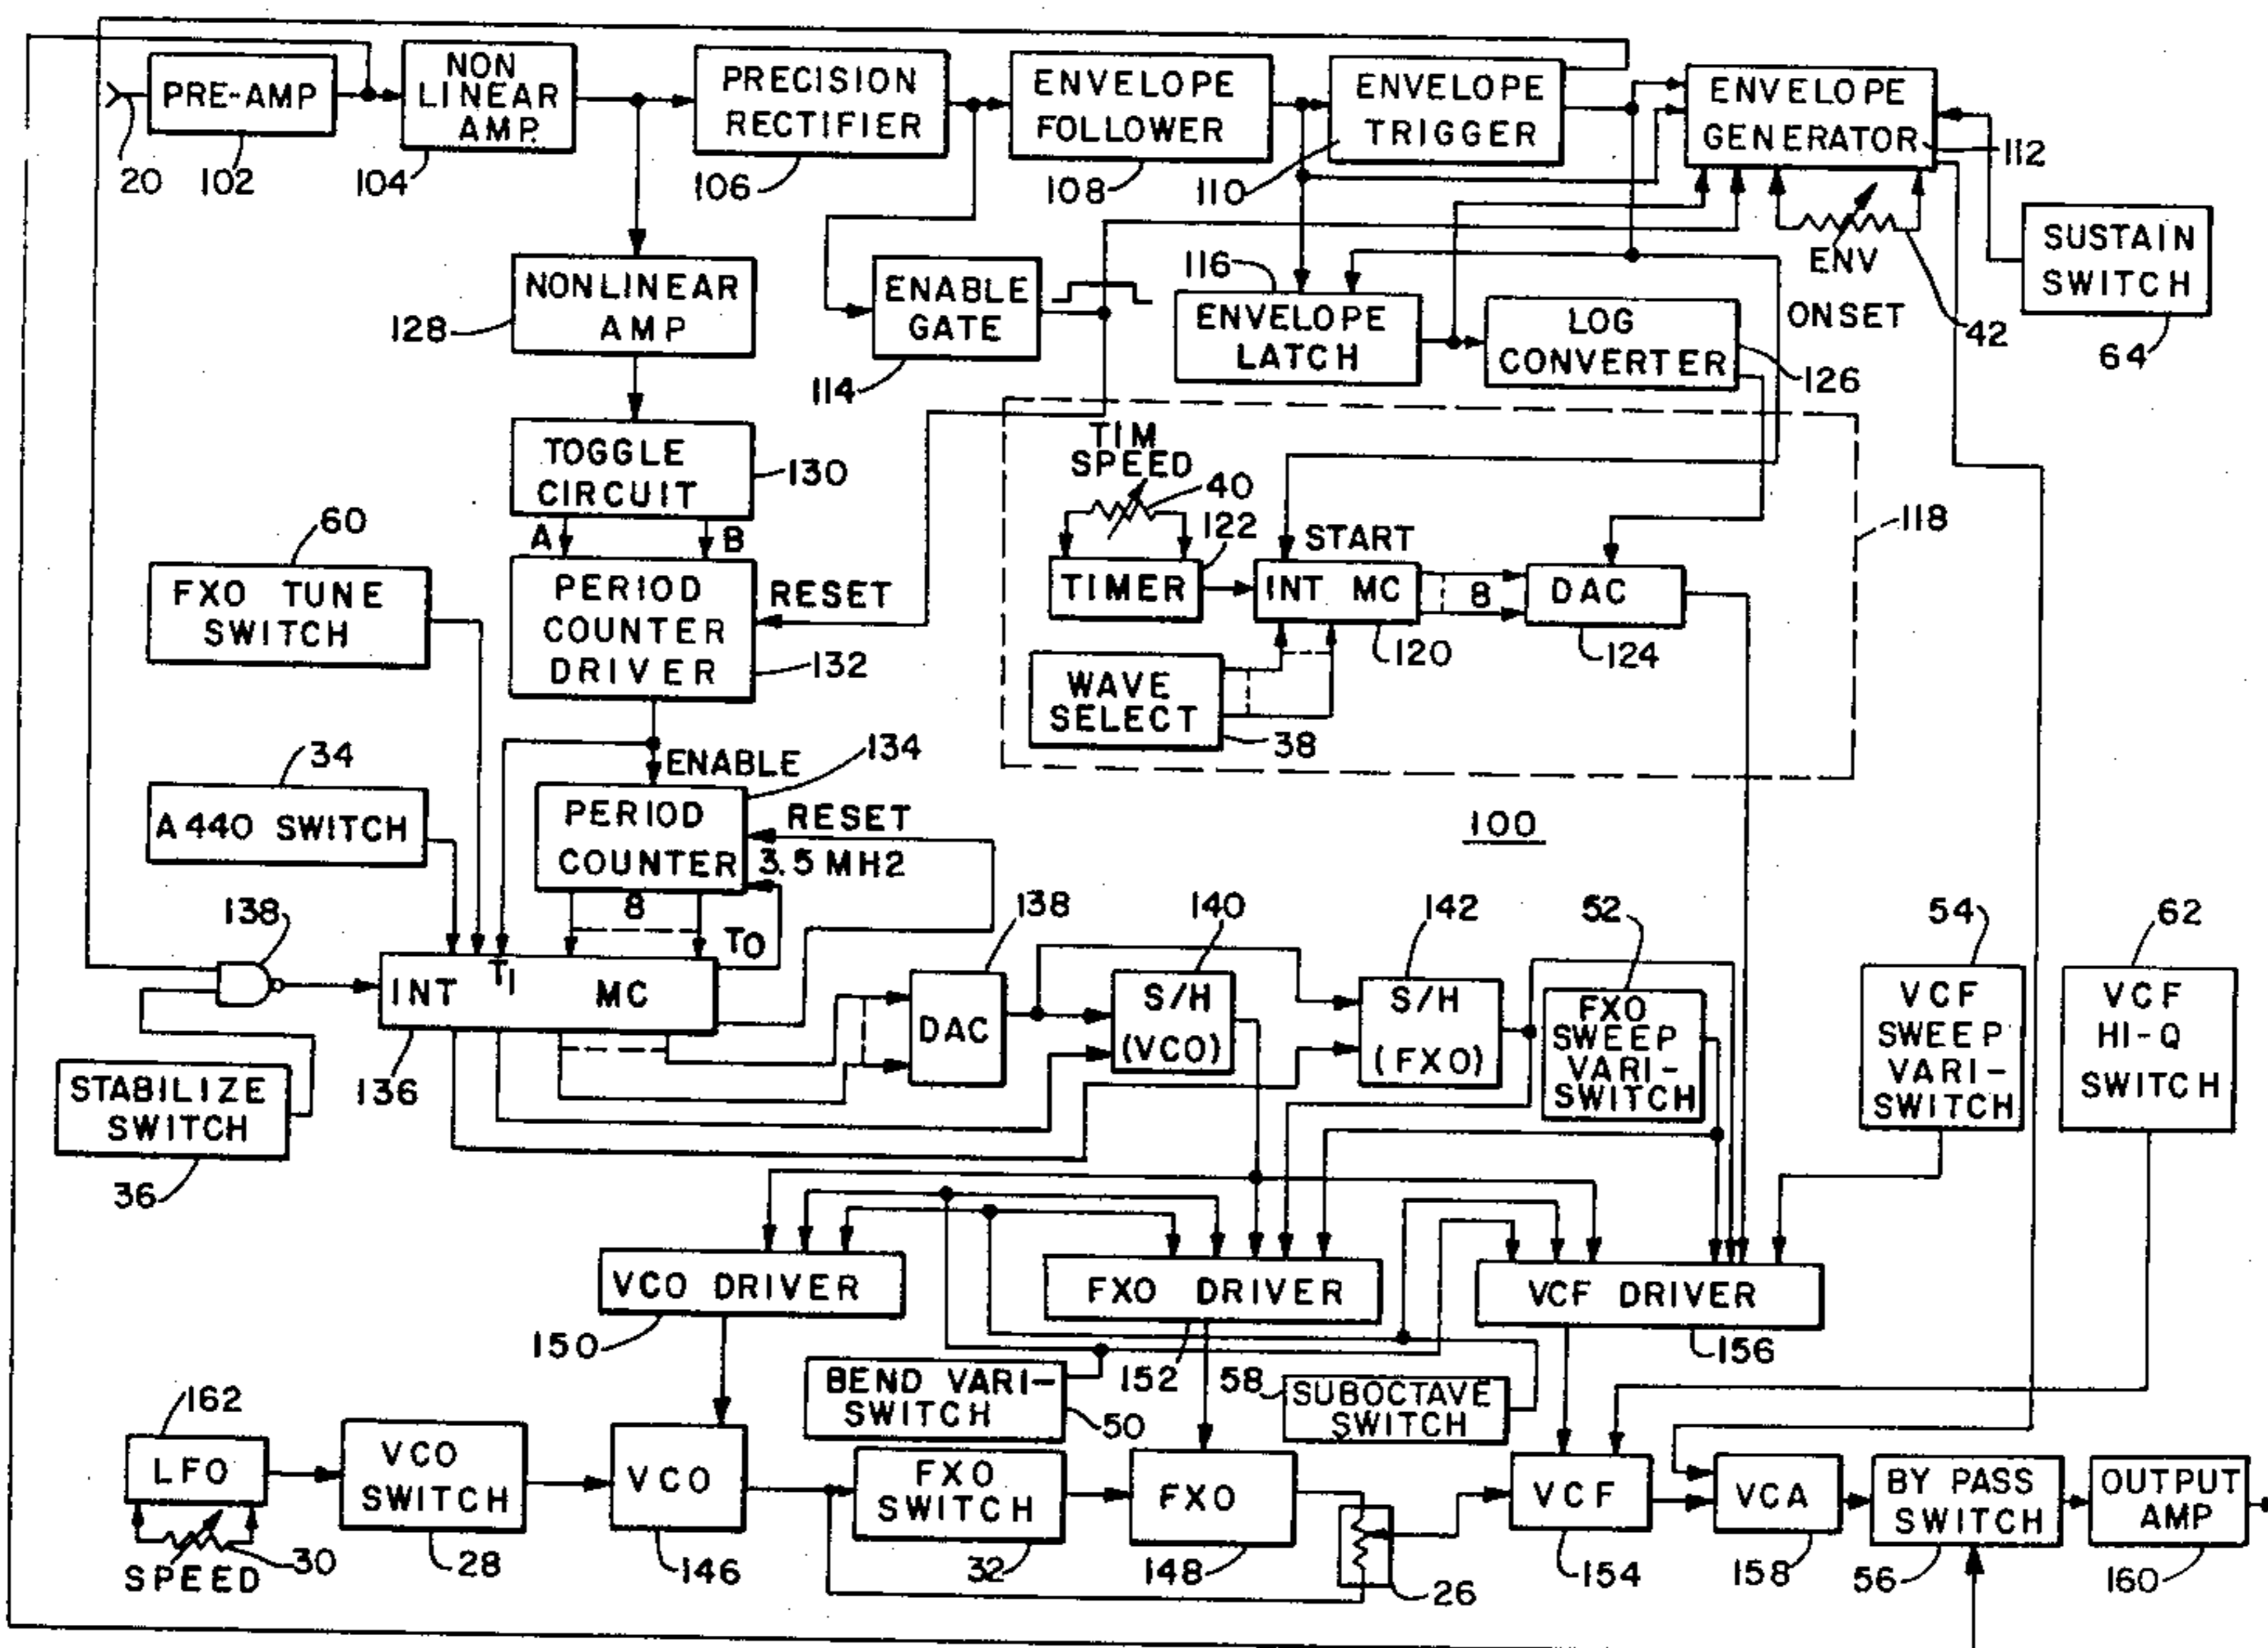 PRE-AMP
NON
LINEAR
AMP.
PRECISION
RECTIFIER
ENVELOPE
FOLLOWER
ENVELOPE
TRIGGER
ENVELOPE
GENERATOR
112
20
102
104
106
108
110
ENV
42
SUSTAIN
SWITCH
64
NONLINEAR
AMP
128
ENABLE
GATE
114
116
ENVELOPE
LATCH
LOG
CONVERTER
126
ONSET
TOGGLE
CIRCUIT
130
A
B
TIM
SPEED
40
122
START
118
60
FXO TUNE
SWITCH
PERIOD
COUNTER
DRIVER
132
RESET
TIMER
INT MC
8
DAC
120
124
WAVE
SELECT
38
34
A440 SWITCH
ENABLE
134
PERIOD
COUNTER
RESET
3.5 MH2
8
T0
100
138
INT
T1
MC
136
STABILIZE
SWITCH
36
138
DAC
140
S/H
(VCO)
142
S/H
(FXO)
52
FXO
SWEEP
VARI-
SWITCH
54
VCF
SWEEP
VARI-
SWITCH
62
VCF
HI-Q
SWITCH
VCO DRIVER
150
FXO DRIVER
152
VCF DRIVER
156
BEND VARI-
SWITCH
50
58
SUBOCTAVE
SWITCH
162
LFO
SPEED
30
VCO
SWITCH
28
VCO
146
FXO
SWITCH
32
FXO
148
26
VCF
154
VCA
158
BY PASS
SWITCH
56
OUTPUT
AMP
160